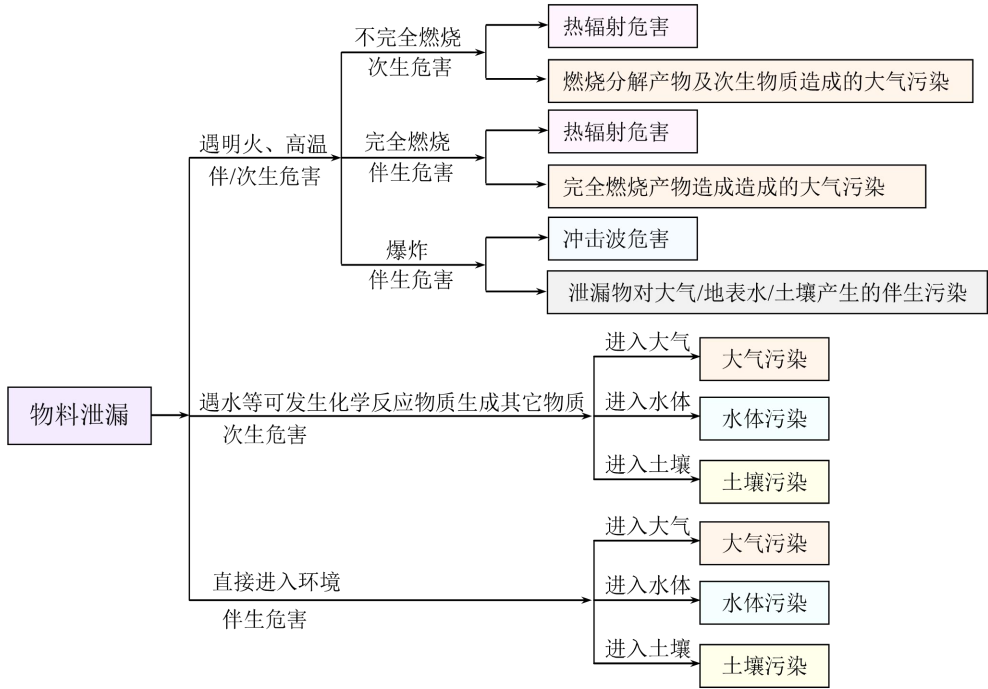 不完全燃烧
次生危害
热辐射危害
燃烧分解产物及次生物质造成的大气污染
遇明火、高温
伴/次生危害
完全燃烧
伴生危害
热辐射危害
完全燃烧产物造成造成的大气污染
爆炸
伴生危害
冲击波危害
泄漏物对大气/地表水/土壤产生的伴生污染
物料泄漏
遇水等可发生化学反应物质生成其它物质
次生危害
进入大气
大气污染
进入水体
水体污染
进入土壤
土壤污染
直接进入环境
伴生危害
进入大气
大气污染
进入水体
水体污染
进入土壤
土壤污染